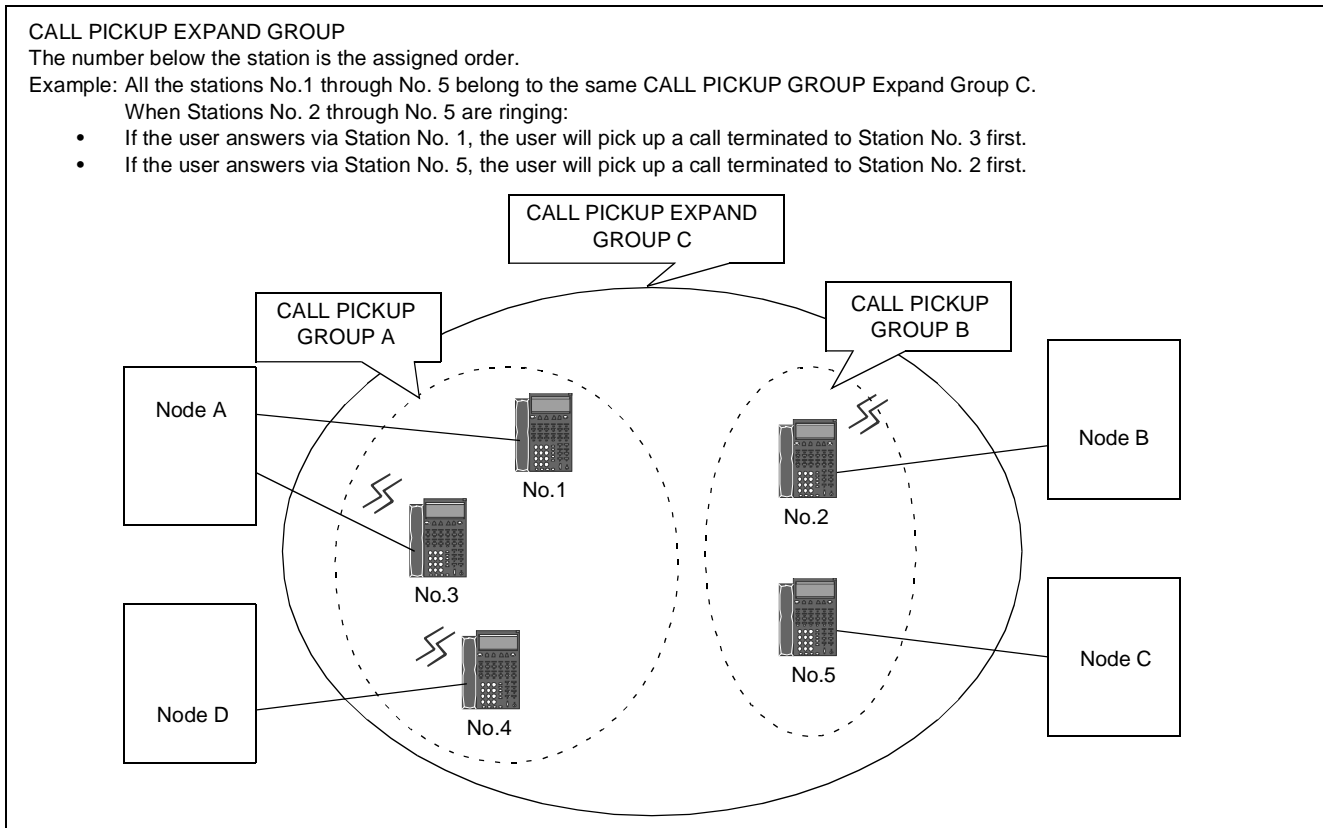 CALL PICKUP EXPAND GROUP
The number below the station is the assigned order.
Example: All the stations No.1 through No. 5 belong to the same CALL PICKUP GROUP Expand Group C.
When Stations No. 2 through No. 5 are ringing:
• If the user answers via Station No. 1, the user will pick up a call terminated to Station No. 3 first.
• If the user answers via Station No. 5, the user will pick up a call terminated to Station No. 2 first.
CALL PICKUP EXPAND
GROUP C
CALL PICKUP
GROUP A
CALL PICKUP
GROUP B
Node A
Node B
No.1
No.2
No.3
No.4
No.5
Node C
Node D